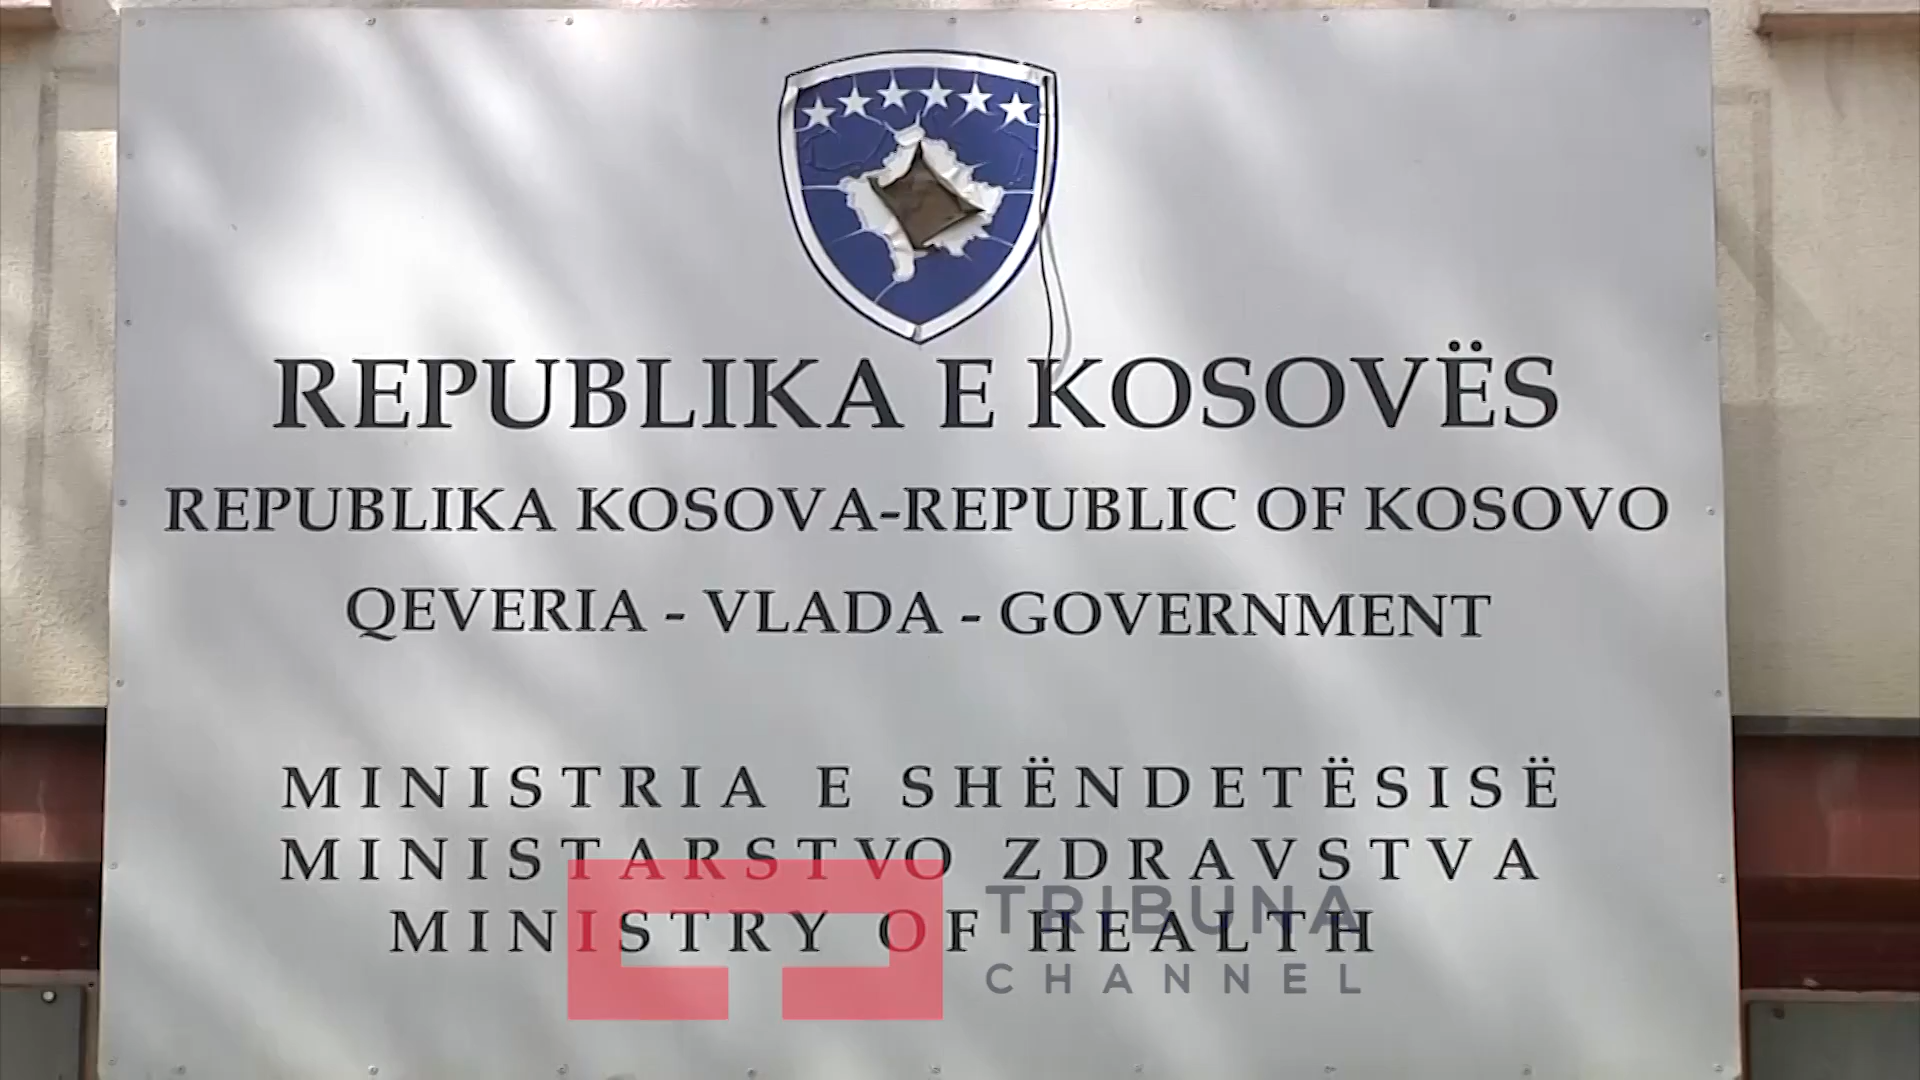 REPUBLIKA E KOSOVËS
REPUBLIKA KOSOVA-REPUBLIC OF KOSOVO
QEVERIA - VLADA - GOVERNMENT
MINISTRIA E SHËNDETËSISË
MINISTARSTVO ZDRAVSTVA
MINISTRY OF HEALTH
TRIBUNA
CHANNEL